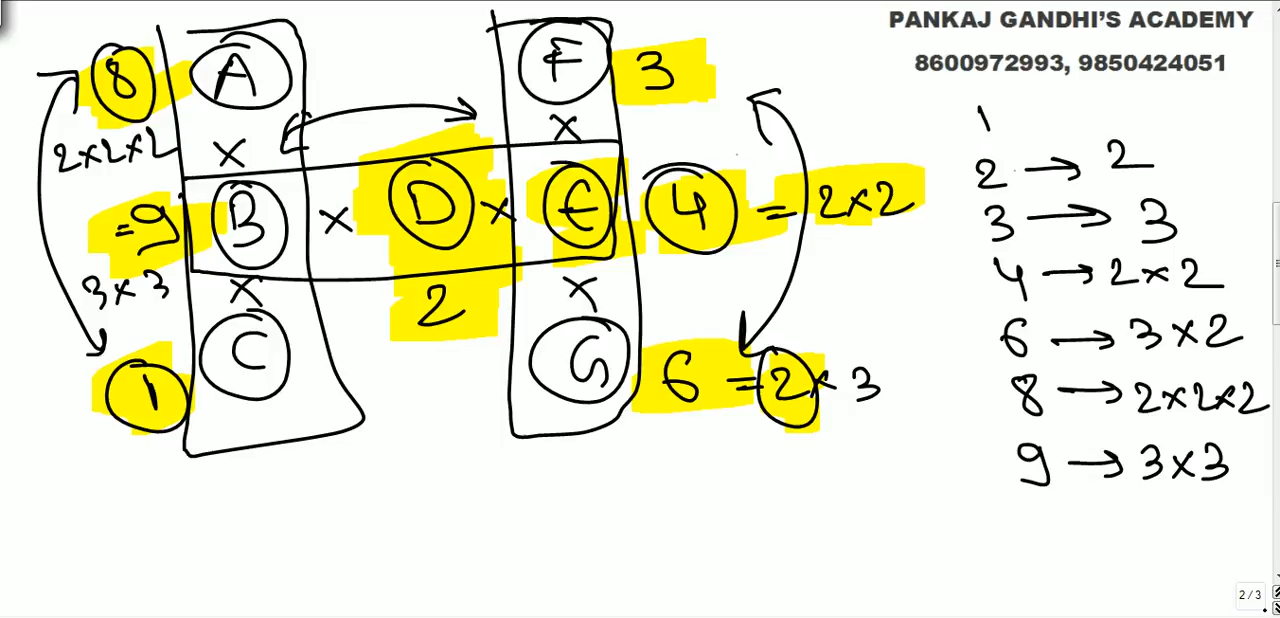 PANKAJ GANDHI'S ACADEMY
8600972993, 9850424051
8 A F 3
2×2×2 × ×
=9 B × D × E 4 = 2×2
3×3 × 2 ×
1 C G 6 = 2×3
1
2 → 2
3 → 3
4 → 2×2
6 → 3×2
8 → 2×2×2
9 → 3×3
2/3